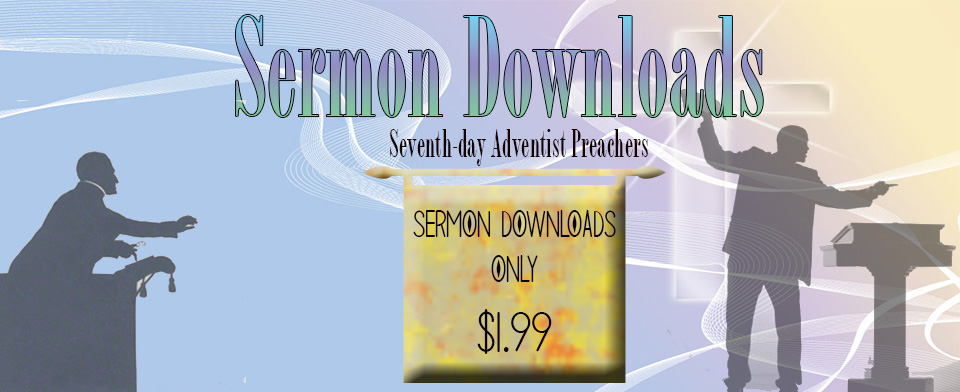 Sermon Downloads
Seventh-day Adventist Preachers
SERMON DOWNLOADS
ONLY
$1.99